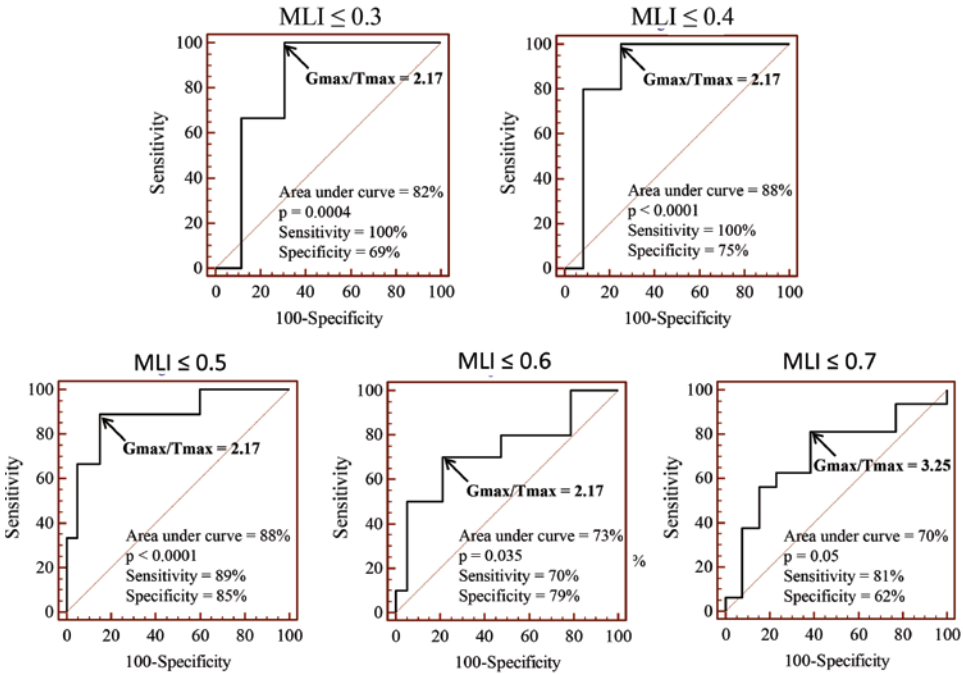 MLI ≤ 0.3
100
80
60
40
20
0
Sensitivity
Gmax/Tmax = 2.17
Area under curve = 82%
p = 0.0004
Sensitivity = 100%
Specificity = 69%
0 20 40 60 80 100
100-Specificity
MLI ≤ 0.4
100
80
60
40
20
0
Sensitivity
Gmax/Tmax = 2.17
Area under curve = 88%
p < 0.0001
Sensitivity = 100%
Specificity = 75%
0 20 40 60 80 100
100-Specificity
MLI ≤ 0.5
100
80
60
40
20
0
Sensitivity
Gmax/Tmax = 2.17
Area under curve = 88%
p < 0.0001
Sensitivity = 89%
Specificity = 85%
0 20 40 60 80 100
100-Specificity
MLI ≤ 0.6
100
80
60
40
20
0
Sensitivity
Gmax/Tmax = 2.17
Area under curve = 73%
p = 0.035
Sensitivity = 70%
Specificity = 79%
0 20 40 60 80 100
100-Specificity
%
MLI ≤ 0.7
100
80
60
40
20
0
Sensitivity
Gmax/Tmax = 3.25
Area under curve = 70%
p = 0.05
Sensitivity = 81%
Specificity = 62%
0 20 40 60 80 100
100-Specificity